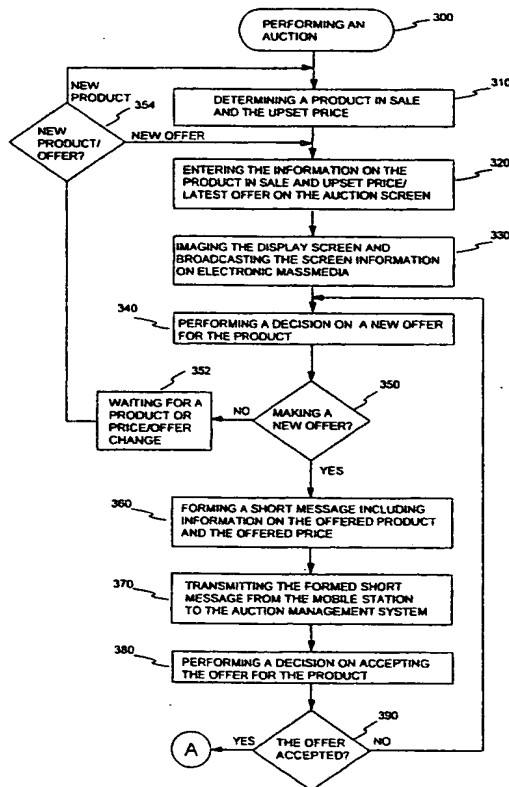 PERFORMING AN
AUCTION
300
NEW
PRODUCT
354
NEW
PRODUCT/
OFFER?
NEW OFFER
DETERMINING A PRODUCT IN SALE
AND THE UPSET PRICE
310
ENTERING THE INFORMATION ON THE
PRODUCT IN SALE AND UPSET PRICE/
LATEST OFFER ON THE AUCTION SCREEN
320
IMAGING THE DISPLAY SCREEN AND
BROADCASTING THE SCREEN INFORMATION
ON ELECTRONIC MASSMEDIA
330
340
PERFORMING A DECISION ON A NEW OFFER
FOR THE PRODUCT
352
WAITING FOR A
PRODUCT OR
PRICE/OFFER
CHANGE
NO
MAKING A
NEW OFFER?
350
YES
360
FORMING A SHORT MESSAGE INCLUDING
INFORMATION ON THE OFFERED PRODUCT
AND THE OFFERED PRICE
370
TRANSMITTING THE FORMED SHORT
MESSAGE FROM THE MOBILE STATION
TO THE AUCTION MANAGEMENT SYSTEM
380
PERFORMING A DECISION ON ACCEPTING
THE OFFER FOR THE PRODUCT
390
A
YES
THE OFFER
ACCEPTED?
NO